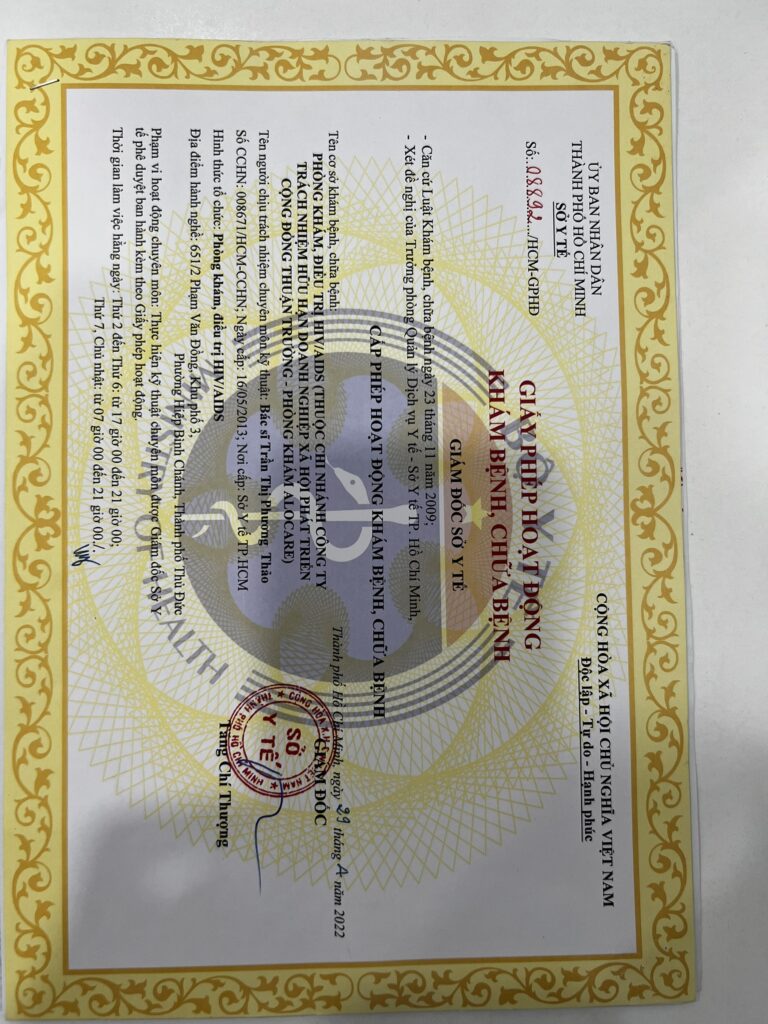 ỦY BAN NHÂN DÂN
THÀNH PHỐ HỒ CHÍ MINH
SỞ Y TẾ
Số:.08892.../HCM-GPHĐ
CỘNG HÒA XÃ HỘI CHỦ NGHĨA VIỆT NAM
Độc lập - Tự do - Hạnh phúc
GIẤY PHÉP HOẠT ĐỘNG
KHÁM BỆNH, CHỮA BỆNH
GIÁM ĐỐC SỞ Y TẾ
- Căn cứ Luật Khám bệnh, chữa bệnh ngày 23 tháng 11 năm 2009;
- Xét đề nghị của Trưởng phòng Quản lý Dịch vụ Y tế - Sở Y tế TP. Hồ Chí Minh,
CẤP PHÉP HOẠT ĐỘNG KHÁM BỆNH, CHỮA BỆNH
Tên cơ sở khám bệnh, chữa bệnh:
PHÒNG KHÁM, ĐIỀU TRỊ HIV/AIDS (THUỘC CHI NHÁNH CÔNG TY
TRÁCH NHIỆM HỮU HẠN DOANH NGHIỆP XÃ HỘI PHÁT TRIỂN
CỘNG ĐỒNG THUẬN TRƯỜNG - PHÒNG KHÁM ALOCARE)
Tên người chịu trách nhiệm chuyên môn kỹ thuật: Bác sĩ Trần Thị Phương Thảo
Số CCHN: 008671/HCM-CCHN; Ngày cấp: 16/05/2013; Nơi cấp: Sở Y tế TP.HCM
Hình thức tổ chức: Phòng khám, điều trị HIV/AIDS
Địa điểm hành nghề: 651/2 Phạm Văn Đồng, Khu phố 3,
Phường Hiệp Bình Chánh, Thành phố Thủ Đức
Phạm vi hoạt động chuyên môn: Thực hiện kỹ thuật chuyên môn được Giám đốc Sở Y
tế phê duyệt ban hành kèm theo Giấy phép hoạt động.
Thời gian làm việc hằng ngày: Thứ 2 đến Thứ 6: từ 17 giờ 00 đến 21 giờ 00;
Thứ 7, Chủ nhật: từ 07 giờ 00 đến 21 giờ 00./.
Thành phố Hồ Chí Minh, ngày 29 tháng 4 năm 2022
GIÁM ĐỐC
SỞ
Y TẾ
Tăng Chí Thượng
BỘ Y TẾ